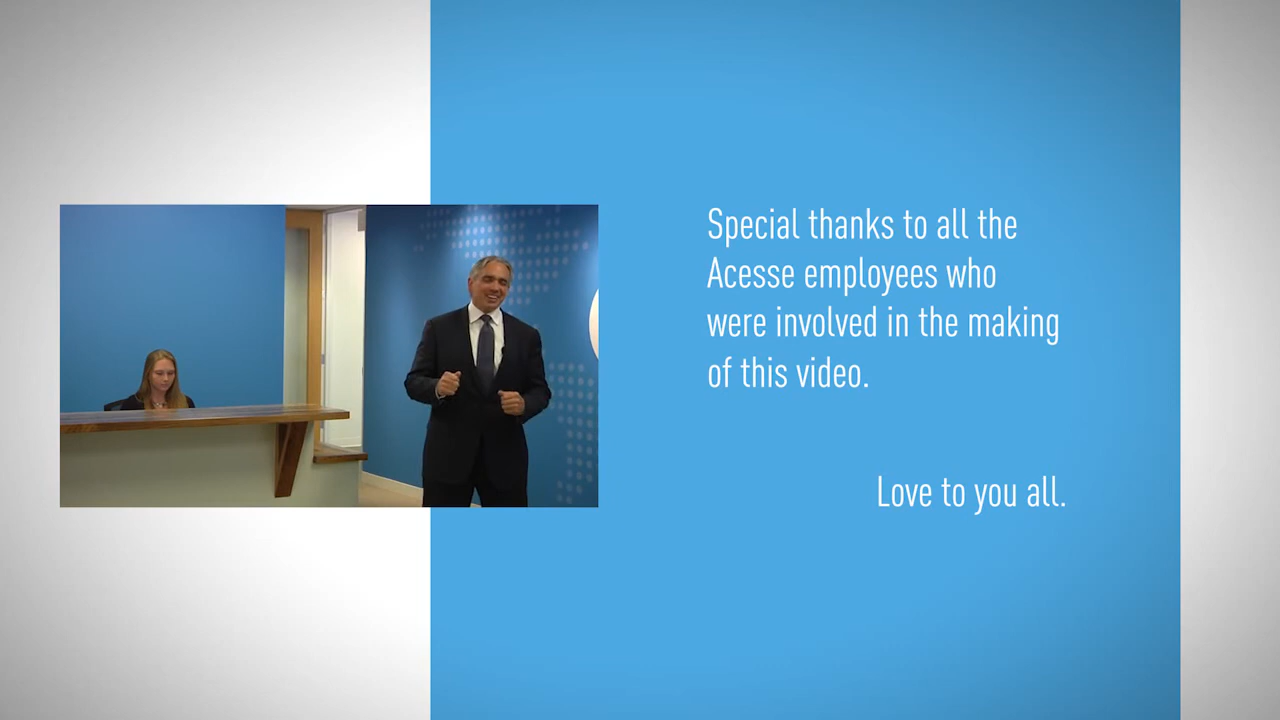 Special thanks to all the
Acesse employees who
were involved in the making
of this video.
Love to you all.